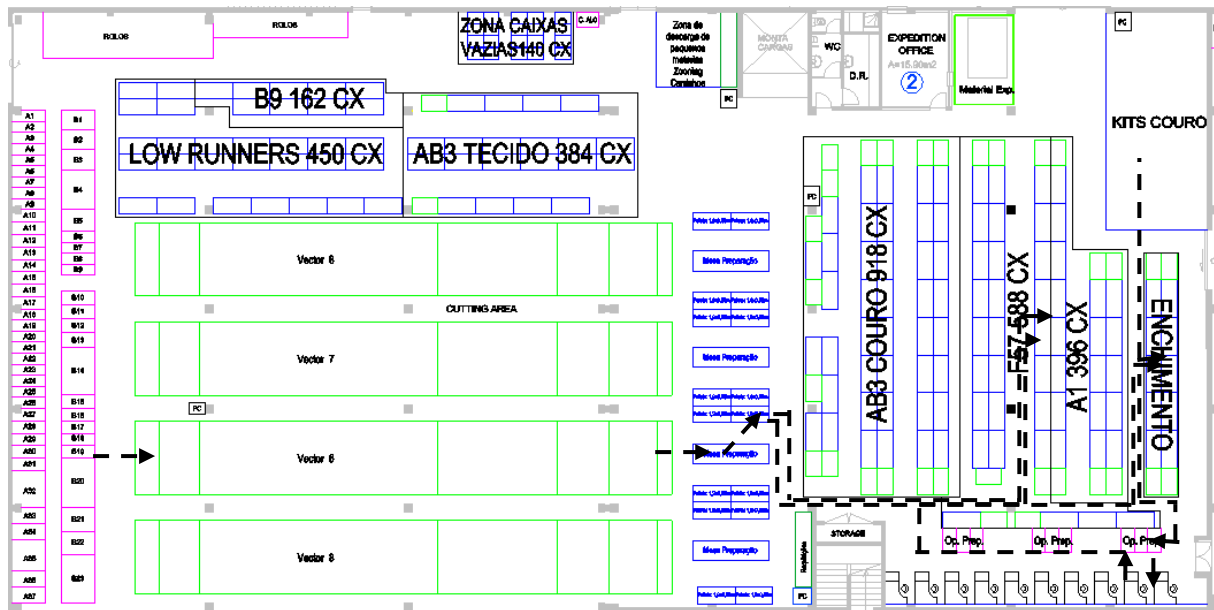 ROLOS
ROLOS
ZONA CAIXAS
VAZIAS140 CX
C. ALO
Zona de
descarga de
pequenos
materiais
Zooning
Camiahos
MONTA
CARGAS
WC
D.R.
EXPEDITION
OFFICE
A=15.90m2
2
Material Exp.
PC
PC
KITS COURO
B9 162 CX
LOW RUNNERS 450 CX
AB3 TECIDO 384 CX
A1
A2
A3
A4
A5
A6
A7
A8
A9
A10
A11
A12
A13
A14
A15
A16
A17
A18
A19
A20
A21
A22
A23
A24
A25
A26
A27
A28
A29
A30
A31
A32
A33
A34
A35
A36
A37
B1
B2
B3
B4
B5
B6
B7
B8
B9
B10
B11
B12
B13
B14
B15
B16
B17
B18
B19
B20
B21
B22
B23
Vector 6
CUTTING AREA
Vector 7
PC
Vector 6
Vector 8
Mesa Preparação
Mesa Preparação
Mesa Preparação
Mesa Preparação
PC
AB3 COURO 918 CX
F57 588 CX
A1 396 CX
ENCHIMENTO
STORAGE
Requisições
PC
Op. Prep.
Op. Prep.
Op. Prep.